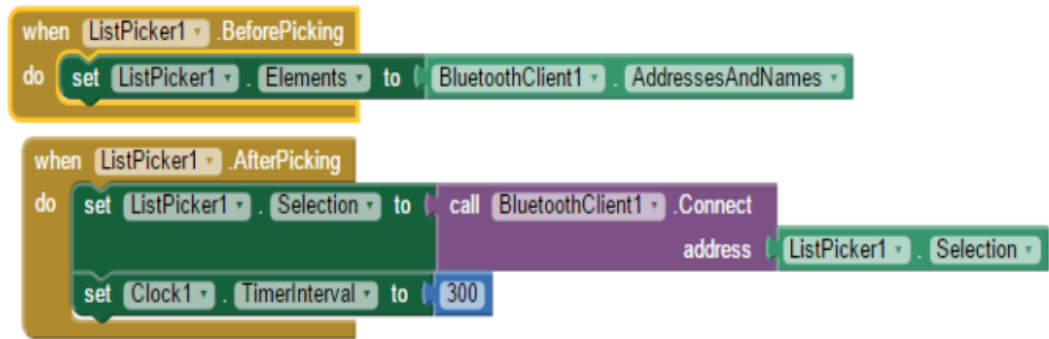 when ListPicker1 .BeforePicking
do set ListPicker1 . Elements to BluetoothClient1 . AddressesAndNames
when ListPicker1 .AfterPicking
do set ListPicker1 . Selection to call BluetoothClient1 .Connect
address ListPicker1 . Selection
set Clock1 . TimerInterval to 300